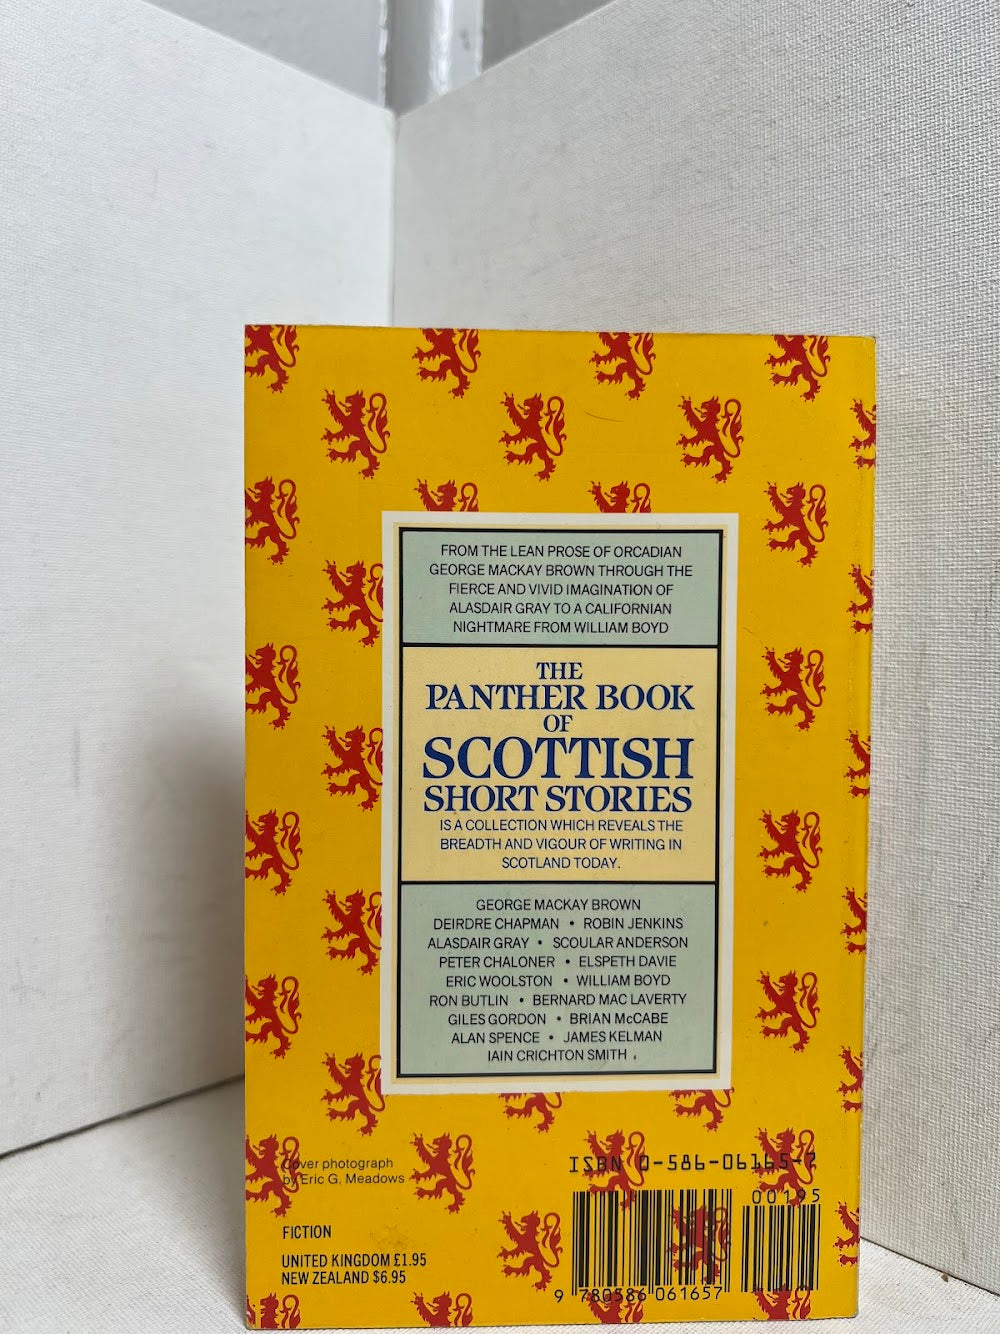 FROM THE LEAN PROSE OF ORCADIAN
GEORGE MACKAY BROWN THROUGH THE
FIERCE AND VIVID IMAGINATION OF
ALASDAIR GRAY TO A CALIFORNIAN
NIGHTMARE FROM WILLIAM BOYD
THE
PANTHER BOOK
OF
SCOTTISH
SHORT STORIES
IS A COLLECTION WHICH REVEALS THE
BREADTH AND VIGOUR OF WRITING IN
SCOTLAND TODAY.
GEORGE MACKAY BROWN
DEIRDRE CHAPMAN • ROBIN JENKINS
ALASDAIR GRAY • SCOULAR ANDERSON
PETER CHALONER • ELSPETH DAVIE
ERIC WOOLSTON • WILLIAM BOYD
RON BUTLIN • BERNARD MAC LAVERTY
GILES GORDON • BRIAN McCABE
ALAN SPENCE • JAMES KELMAN
IAIN CRICHTON SMITH
Cover photograph
by Eric G. Meadows
FICTION
UNITED KINGDOM £1.95
NEW ZEALAND $6.95
ISBN 0-586-06165-7
00195
9 780586 061657